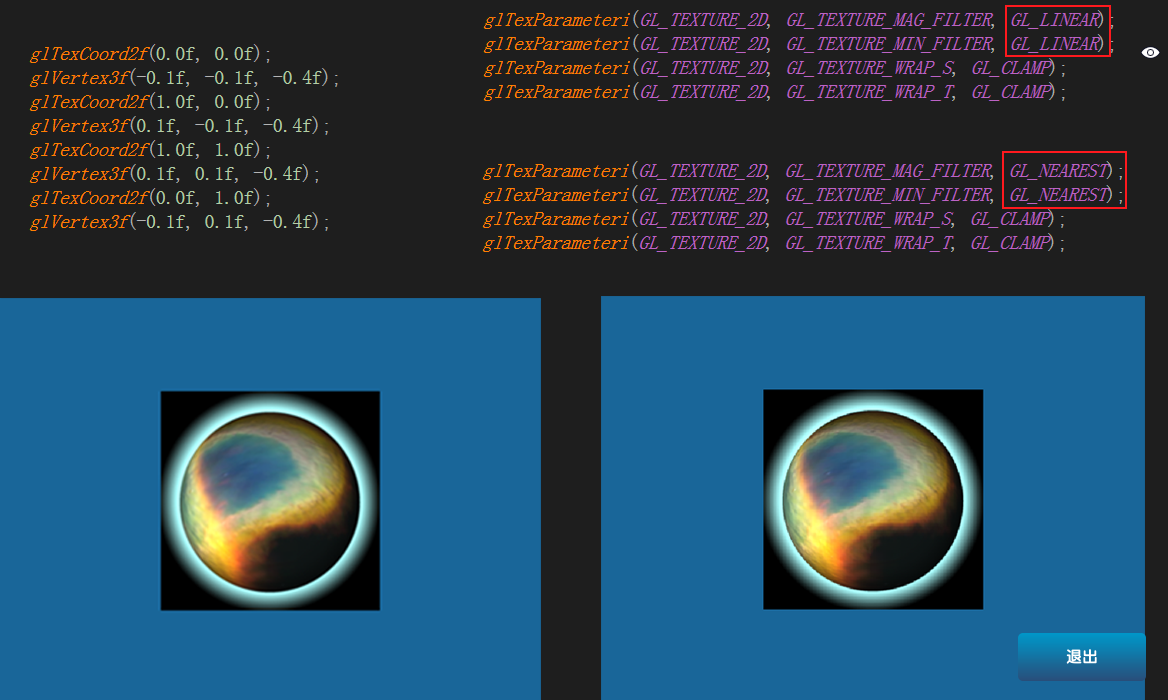 glTexCoord2f(0.0f, 0.0f);
glVertex3f(-0.1f, -0.1f, -0.4f);
glTexCoord2f(1.0f, 0.0f);
glVertex3f(0.1f, -0.1f, -0.4f);
glTexCoord2f(1.0f, 1.0f);
glVertex3f(0.1f, 0.1f, -0.4f);
glTexCoord2f(0.0f, 1.0f);
glVertex3f(-0.1f, 0.1f, -0.4f);
glTexParameteri(GL_TEXTURE_2D, GL_TEXTURE_MAG_FILTER, GL_LINEAR);
glTexParameteri(GL_TEXTURE_2D, GL_TEXTURE_MIN_FILTER, GL_LINEAR);
glTexParameteri(GL_TEXTURE_2D, GL_TEXTURE_WRAP_S, GL_CLAMP);
glTexParameteri(GL_TEXTURE_2D, GL_TEXTURE_WRAP_T, GL_CLAMP);
glTexParameteri(GL_TEXTURE_2D, GL_TEXTURE_MAG_FILTER, GL_NEAREST);
glTexParameteri(GL_TEXTURE_2D, GL_TEXTURE_MIN_FILTER, GL_NEAREST);
glTexParameteri(GL_TEXTURE_2D, GL_TEXTURE_WRAP_S, GL_CLAMP);
glTexParameteri(GL_TEXTURE_2D, GL_TEXTURE_WRAP_T, GL_CLAMP);
退出